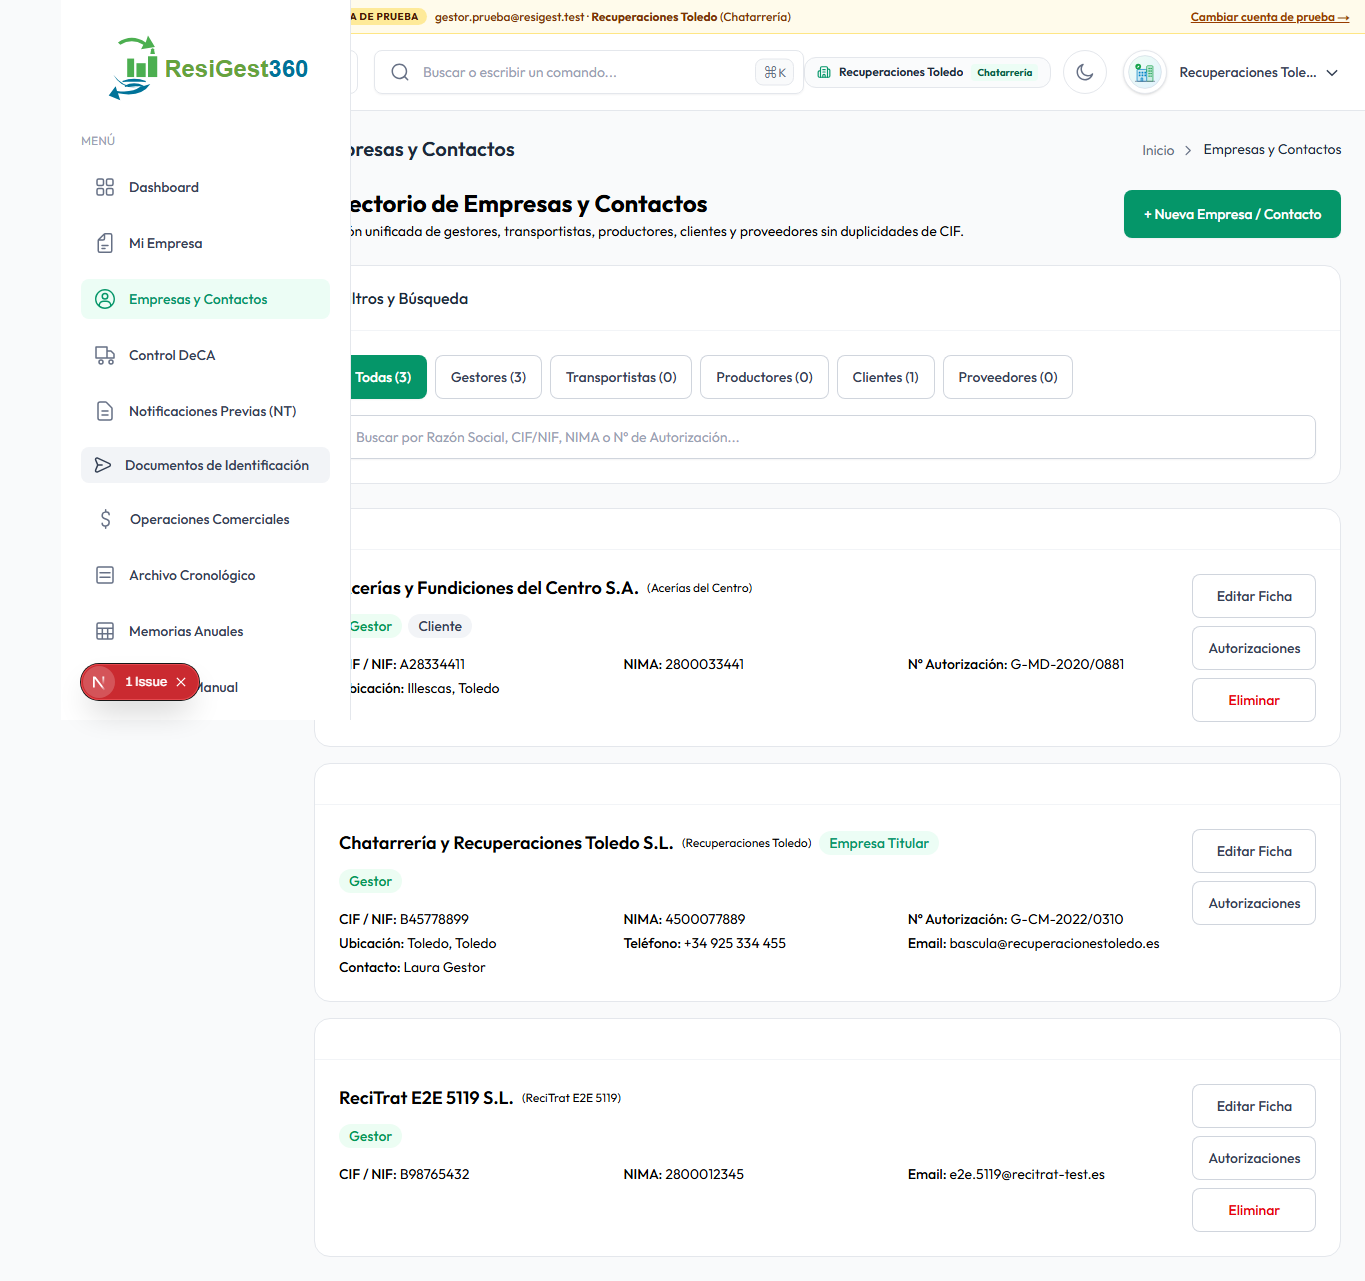 A DE PRUEBA gestor.prueba@resigest.test · Recuperaciones Toledo (Chatarrería) Cambiar cuenta de prueba →
ResiGest360
Buscar o escribir un comando... ⌘K
Recuperaciones Toledo Chatarrería
Recuperaciones Tole...
MENÚ
Dashboard
Mi Empresa
Empresas y Contactos
Control DeCA
Notificaciones Previas (NT)
Documentos de Identificación
Operaciones Comerciales
Archivo Cronológico
Memorias Anuales
Manual
N 1 Issue ×
presas y Contactos
Inicio > Empresas y Contactos
ectorio de Empresas y Contactos
ón unificada de gestores, transportistas, productores, clientes y proveedores sin duplicidades de CIF.
+ Nueva Empresa / Contacto
ltros y Búsqueda
Todas (3) Gestores (3) Transportistas (0) Productores (0) Clientes (1) Proveedores (0)
Buscar por Razón Social, CIF/NIF, NIMA o Nº de Autorización...
cerías y Fundiciones del Centro S.A. (Acerías del Centro)
Gestor Cliente
IF / NIF: A28334411 NIMA: 2800033441 Nº Autorización: G-MD-2020/0881
bicación: Illescas, Toledo
Editar Ficha
Autorizaciones
Eliminar
Chatarrería y Recuperaciones Toledo S.L. (Recuperaciones Toledo) Empresa Titular
Gestor
CIF / NIF: B45778899 NIMA: 4500077889 Nº Autorización: G-CM-2022/0310
Ubicación: Toledo, Toledo Teléfono: +34 925 334 455 Email: bascula@recuperacionestoledo.es
Contacto: Laura Gestor
Editar Ficha
Autorizaciones
ReciTrat E2E 5119 S.L. (ReciTrat E2E 5119)
Gestor
CIF / NIF: B98765432 NIMA: 2800012345 Email: e2e.5119@recitrat-test.es
Editar Ficha
Autorizaciones
Eliminar